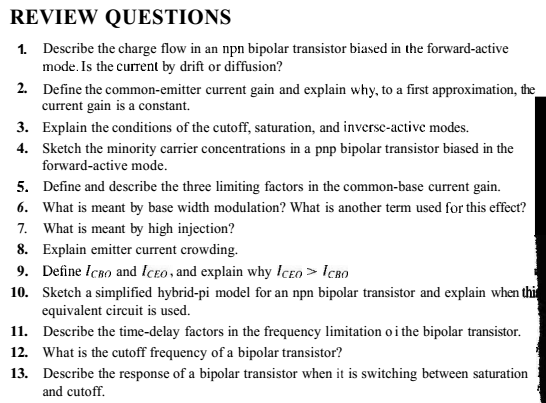 REVIEW QUESTIONS
1. Describe the charge flow in an npn bipolar transistor biased in the forward-active
mode. Is the current by drift or diffusion?
2. Define the common-emitter current gain and explain why, to a first approximation, the
current gain is a constant.
3. Explain the conditions of the cutoff, saturation, and inverse-active modes.
4. Sketch the minority carrier concentrations in a pnp bipolar transistor biased in the
forward-active mode.
5. Define and describe the three limiting factors in the common-base current gain.
6. What is meant by base width modulation? What is another term used for this effect?
7. What is meant by high injection?
8. Explain emitter current crowding.
9. Define I_CBO and I_CEO, and explain why I_CEO > I_CBO
10. Sketch a simplified hybrid-pi model for an npn bipolar transistor and explain when this
equivalent circuit is used.
11. Describe the time-delay factors in the frequency limitation oi the bipolar transistor.
12. What is the cutoff frequency of a bipolar transistor?
13. Describe the response of a bipolar transistor when it is switching between saturation
and cutoff.